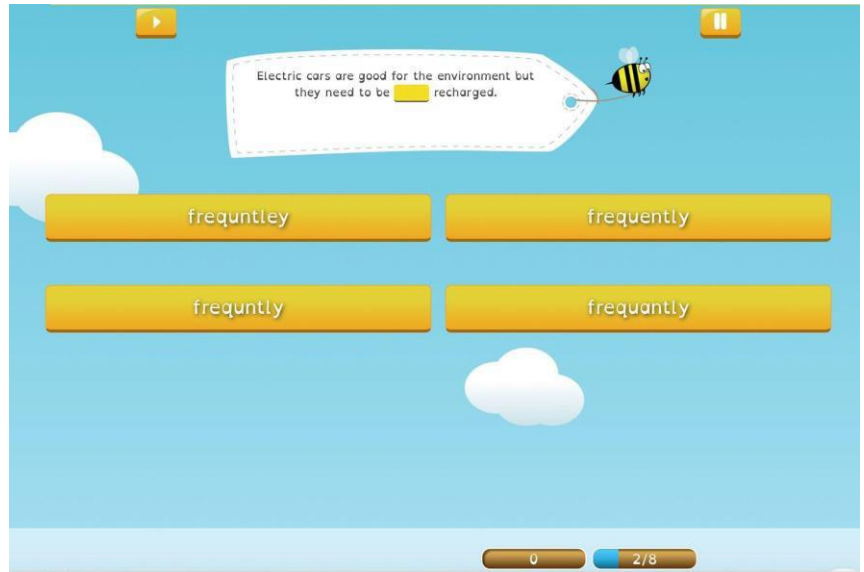 Electric cars are good for the environment but
they need to be recharged.
frequntley
frequently
frequntly
frequantly
0
2/8